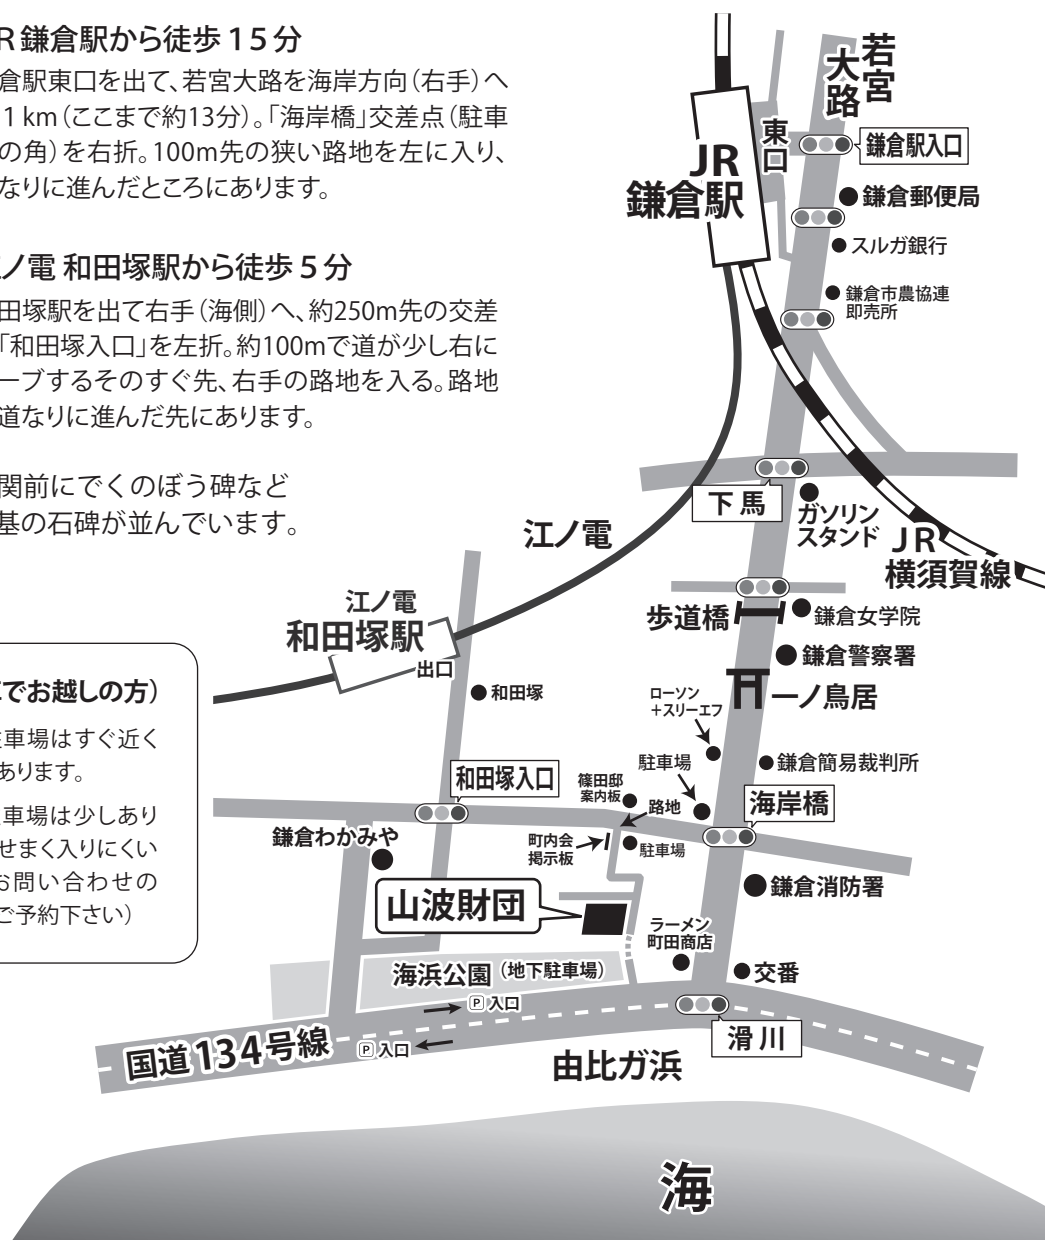 R 鎌倉駅から徒歩 15 分
倉駅東口を出て、若宮大路を海岸方向（右手）へ
1 km（ここまで約13分）。「海岸橋」交差点（駐車
の角）を右折。100m先の狭い路地を左に入り、
なりに進んだところにあります。
ノ電 和田塚駅から徒歩 5 分
田塚駅を出て右手（海側）へ、約250m先の交差
「和田塚入口」を左折。約100mで道が少し右に
ーブするそのすぐ先、右手の路地を入る。路地
道なりに進んだ先にあります。
関前にでくのぼう碑など
基の石碑が並んでいます。
でお越しの方）
車場はすぐ近く
あります。
車場は少しあり
せまく入りにくい
お問い合わせの
ご予約下さい）
若宮
大路
東口
JR
鎌倉駅
鎌倉駅入口
鎌倉郵便局
スルガ銀行
鎌倉市農協連
即売所
下馬
ガソリン
スタンド
JR
横須賀線
江ノ電
江ノ電
和田塚駅
出口
和田塚
歩道橋
鎌倉女学院
鎌倉警察署
一ノ鳥居
ローソン
＋スリーエフ
駐車場
鎌倉簡易裁判所
和田塚入口
篠田邸
案内板
路地
海岸橋
鎌倉わかみや
町内会
掲示板
駐車場
鎌倉消防署
山波財団
ラーメン
町田商店
交番
海浜公園（地下駐車場）
P 入口
P 入口
国道134号線
滑川
由比ガ浜
海